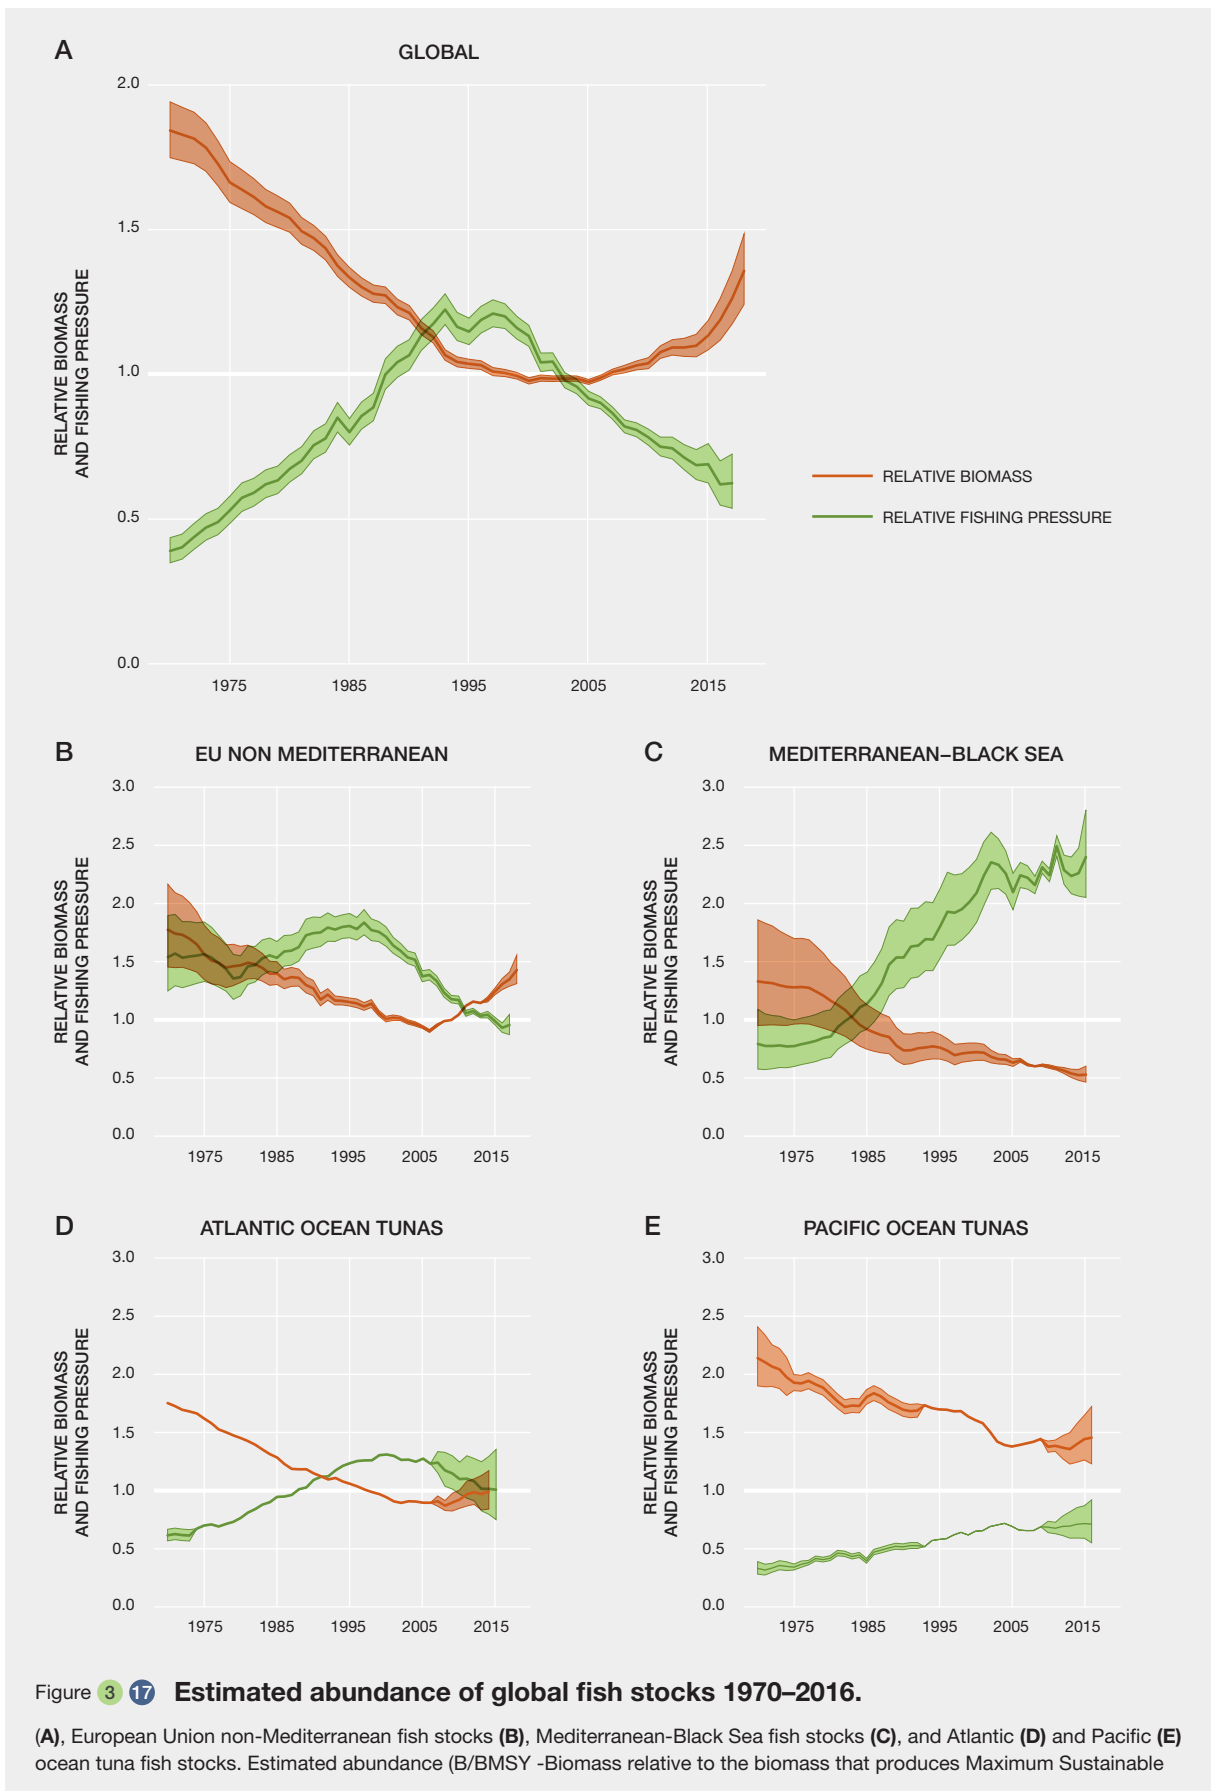 A
GLOBAL
2.0
1.5
1.0
0.5
0.0
RELATIVE BIOMASS
AND FISHING PRESSURE
1975
1985
1995
2005
2015
RELATIVE BIOMASS
RELATIVE FISHING PRESSURE
B
EU NON MEDITERRANEAN
3.0
2.5
2.0
1.5
1.0
0.5
0.0
RELATIVE BIOMASS
AND FISHING PRESSURE
1975
1985
1995
2005
2015
C
MEDITERRANEAN–BLACK SEA
3.0
2.5
2.0
1.5
1.0
0.5
0.0
RELATIVE BIOMASS
AND FISHING PRESSURE
1975
1985
1995
2005
2015
D
ATLANTIC OCEAN TUNAS
3.0
2.5
2.0
1.5
1.0
0.5
0.0
RELATIVE BIOMASS
AND FISHING PRESSURE
1975
1985
1995
2005
2015
E
PACIFIC OCEAN TUNAS
3.0
2.5
2.0
1.5
1.0
0.5
0.0
RELATIVE BIOMASS
AND FISHING PRESSURE
1975
1985
1995
2005
2015
Figure 3 17 Estimated abundance of global fish stocks 1970–2016.
(A), European Union non-Mediterranean fish stocks (B), Mediterranean-Black Sea fish stocks (C), and Atlantic (D) and Pacific (E)
ocean tuna fish stocks. Estimated abundance (B/BMSY -Biomass relative to the biomass that produces Maximum Sustainable